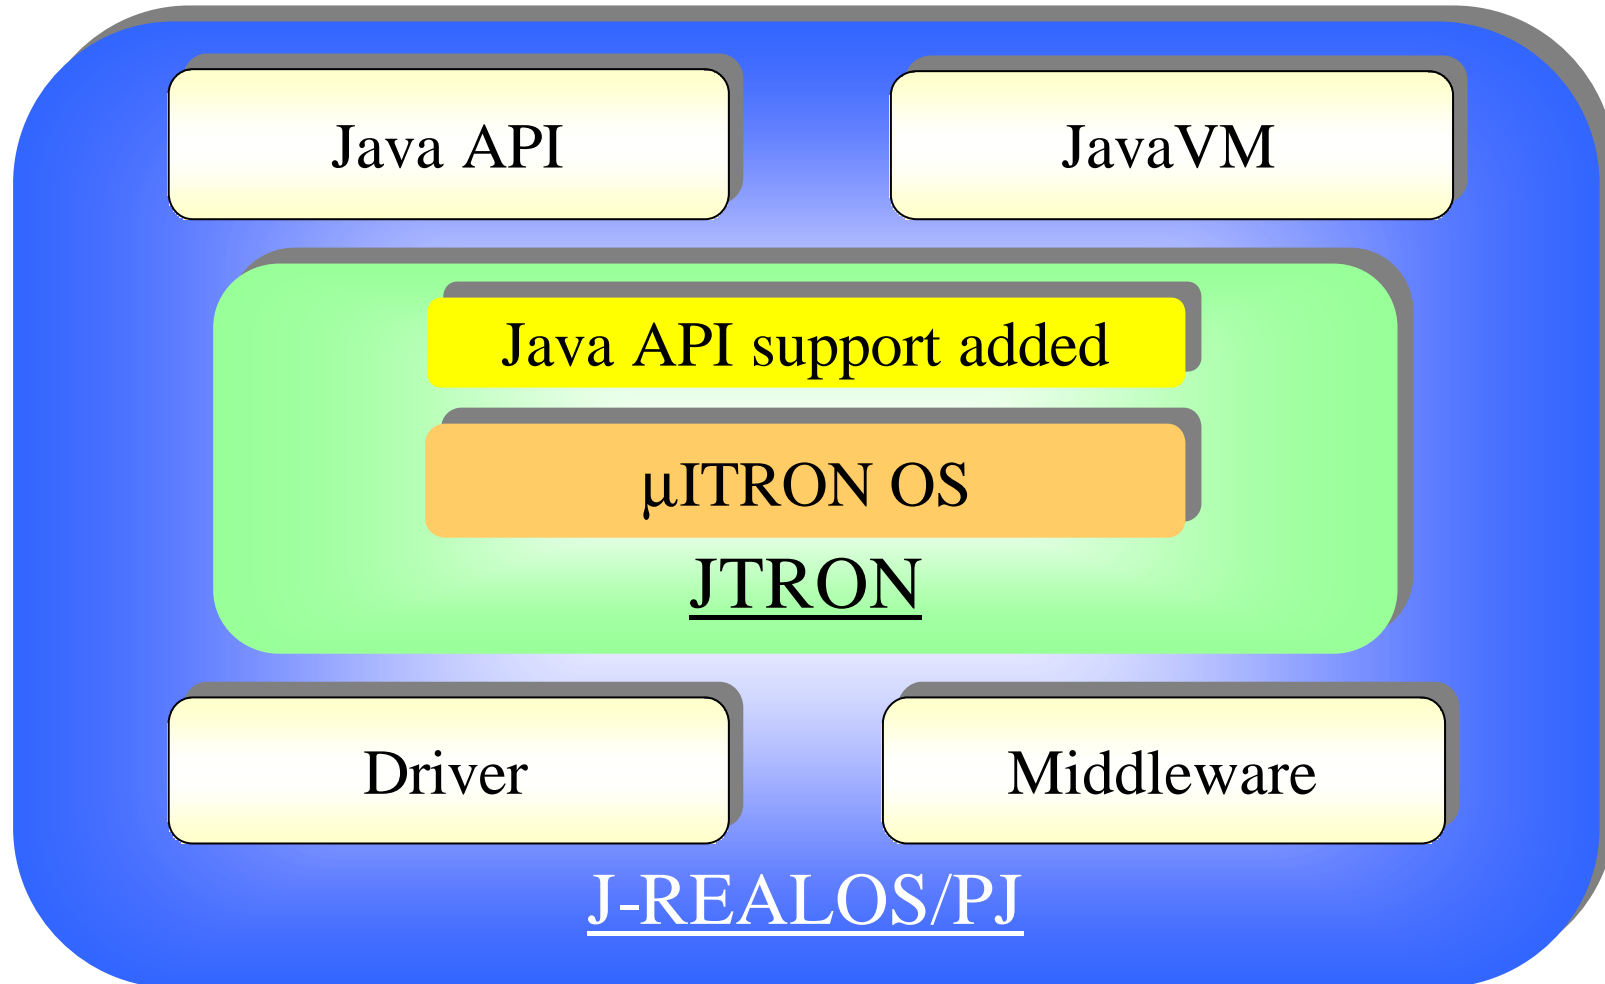 Java API
JavaVM
Java API support added
μITRON OS
JTRON
Driver
Middleware
J-REALOS/PJ